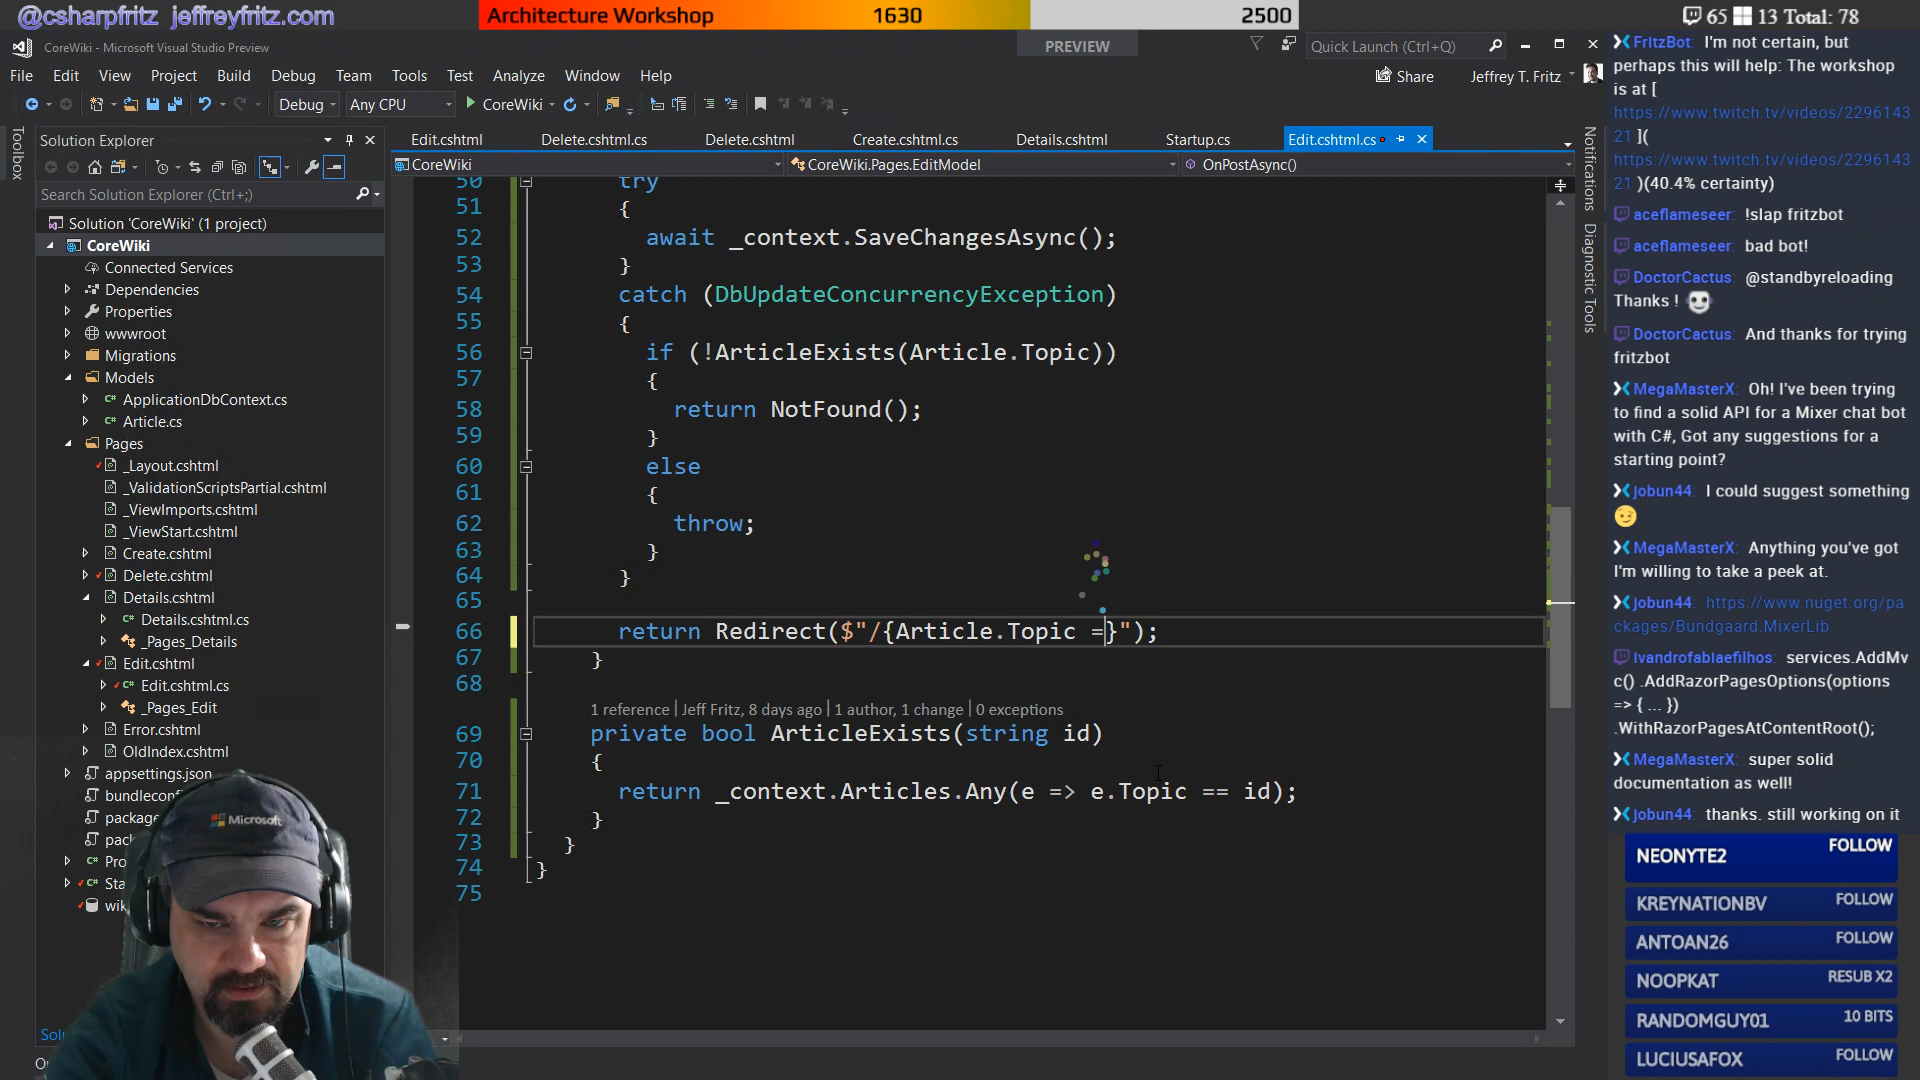 @csharpfritz jeffreyfritz.com
Architecture Workshop 1630 2500
65 13 Total: 78
CoreWiki - Microsoft Visual Studio Preview
PREVIEW
Quick Launch (Ctrl+Q)
File Edit View Project Build Debug Team Tools Test Analyze Window Help
Share
Jeffrey T. Fritz
Debug
Any CPU
CoreWiki
Toolbox
Solution Explorer
Search Solution Explorer (Ctrl+;)
Solution 'CoreWiki' (1 project)
CoreWiki
Connected Services
Dependencies
Properties
wwwroot
Migrations
Models
ApplicationDbContext.cs
Article.cs
Pages
_Layout.cshtml
_ValidationScriptsPartial.cshtml
_ViewImports.cshtml
_ViewStart.cshtml
Create.cshtml
Delete.cshtml
Details.cshtml
Details.cshtml.cs
_Pages_Details
Edit.cshtml
Edit.cshtml.cs
_Pages_Edit
Error.cshtml
OldIndex.cshtml
appsettings.json
bundleconfi
package
pack
Pro
Sta
wik
Solu
Microsoft
Edit.cshtml Delete.cshtml.cs Delete.cshtml Create.cshtml.cs Details.cshtml Startup.cs Edit.cshtml.cs
CoreWiki
CoreWiki.Pages.EditModel
OnPostAsync()
50 try
51 {
52 await _context.SaveChangesAsync();
53 }
54 catch (DbUpdateConcurrencyException)
55 {
56 if (!ArticleExists(Article.Topic))
57 {
58 return NotFound();
59 }
60 else
61 {
62 throw;
63 }
64 }
65
66 return Redirect($"/{Article.Topic =}");
67 }
68
1 reference | Jeff Fritz, 8 days ago | 1 author, 1 change | 0 exceptions
69 private bool ArticleExists(string id)
70 {
71 return _context.Articles.Any(e => e.Topic == id);
72 }
73 }
74 }
75
Notifications
Diagnostic Tools
FritzBot: I'm not certain, but
perhaps this will help: The workshop
is at [
https://www.twitch.tv/videos/2296143
21 ](
https://www.twitch.tv/videos/2296143
21 )(40.4% certainty)
aceflameseer: !slap fritzbot
aceflameseer: bad bot!
DoctorCactus: @standbyreloading
Thanks !
DoctorCactus: And thanks for trying
fritzbot
MegaMasterX: Oh! I've been trying
to find a solid API for a Mixer chat bot
with C#, Got any suggestions for a
starting point?
jobun44: I could suggest something
MegaMasterX: Anything you've got
I'm willing to take a peek at.
jobun44: https://www.nuget.org/pa
ckages/Bundgaard.MixerLib
lvandrofablaefilhos: services.AddMv
c() .AddRazorPagesOptions(options
=> { ... })
.WithRazorPagesAtContentRoot();
MegaMasterX: super solid
documentation as well!
jobun44: thanks. still working on it
NEONYTE2 FOLLOW
KREYNATIONBV FOLLOW
ANTOAN26 FOLLOW
NOOPKAT RESUB X2
RANDOMGUY01 10 BITS
LUCIUSAFOX FOLLOW